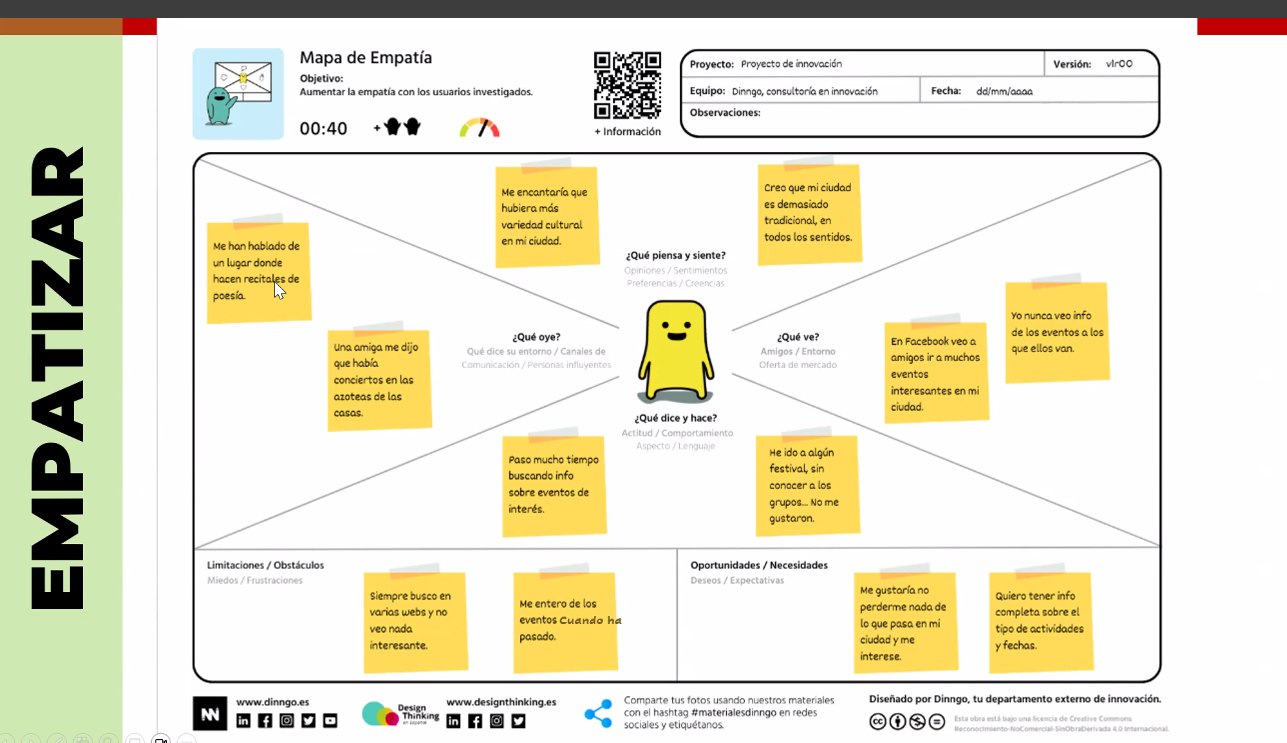 EMPATIZAR
Mapa de Empatía
Objetivo:
Aumentar la empatía con los usuarios investigados.
00:40
+
+ Información
Proyecto: Proyecto de innovación
Versión: v1r00
Equipo: Dinngo, consultoría en innovación
Fecha: dd/mm/aaaa
Observaciones:
Me han hablado de
un lugar donde
hacen recitales de
poesía.
Una amiga me dijo
que había
conciertos en las
azoteas de las
casas.
Me encantaría que
hubiera más
variedad cultural
en mi ciudad.
Creo que mi ciudad
es demasiado
tradicional, en
todos los sentidos.
¿Qué piensa y siente?
Opiniones / Sentimientos
Preferencias / Creencias
¿Qué oye?
Qué dice su entorno / Canales de
Comunicación / Personas influyentes
¿Qué ve?
Amigos / Entorno
Oferta de mercado
En Facebook veo a
amigos ir a muchos
eventos
interesantes en mi
ciudad.
Yo nunca veo info
de los eventos a los
que ellos van.
¿Qué dice y hace?
Actitud / Comportamiento
Aspecto / Lenguaje
Paso mucho tiempo
buscando info
sobre eventos de
interés.
He ido a algún
festival, sin
conocer a los
grupos... No me
gustaron.
Limitaciones / Obstáculos
Miedos / Frustraciones
Siempre busco en
varias webs y no
veo nada
interesante.
Me entero de los
eventos cuando ha
pasado.
Oportunidades / Necesidades
Deseos / Expectativas
Me gustaría no
perderme nada de
lo que pasa en mi
ciudad y me
interese.
Quiero tener info
completa sobre el
tipo de actividades
y fechas.
www.dinngo.es
Design
Thinking
en español
www.designthinking.es
Comparte tus fotos usando nuestros materiales
con el hashtag #materialesdinngo en redes
sociales y etiquétanos.
Diseñado por Dinngo, tu departamento externo de innovación.
Esta obra está bajo una licencia de Creative Commons
Reconocimiento-NoComercial-SinObraDerivada 4.0 Internacional.